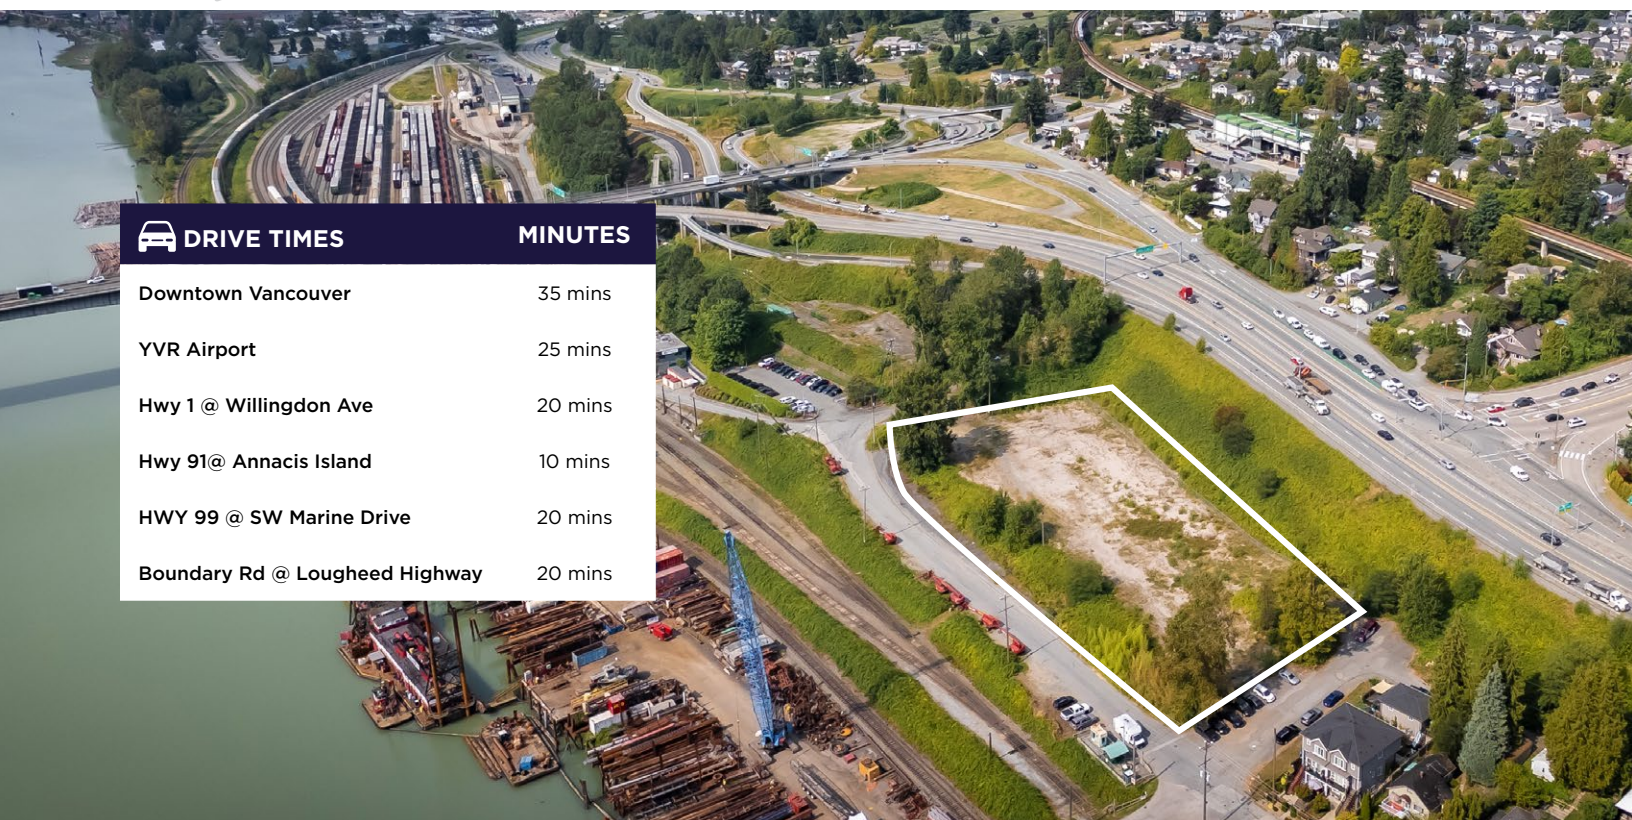 DRIVE TIMES MINUTES
Downtown Vancouver 35 mins
YVR Airport 25 mins
Hwy 1 @ Willingdon Ave 20 mins
Hwy 91@ Annacis Island 10 mins
HWY 99 @ SW Marine Drive 20 mins
Boundary Rd @ Lougheed Highway 20 mins